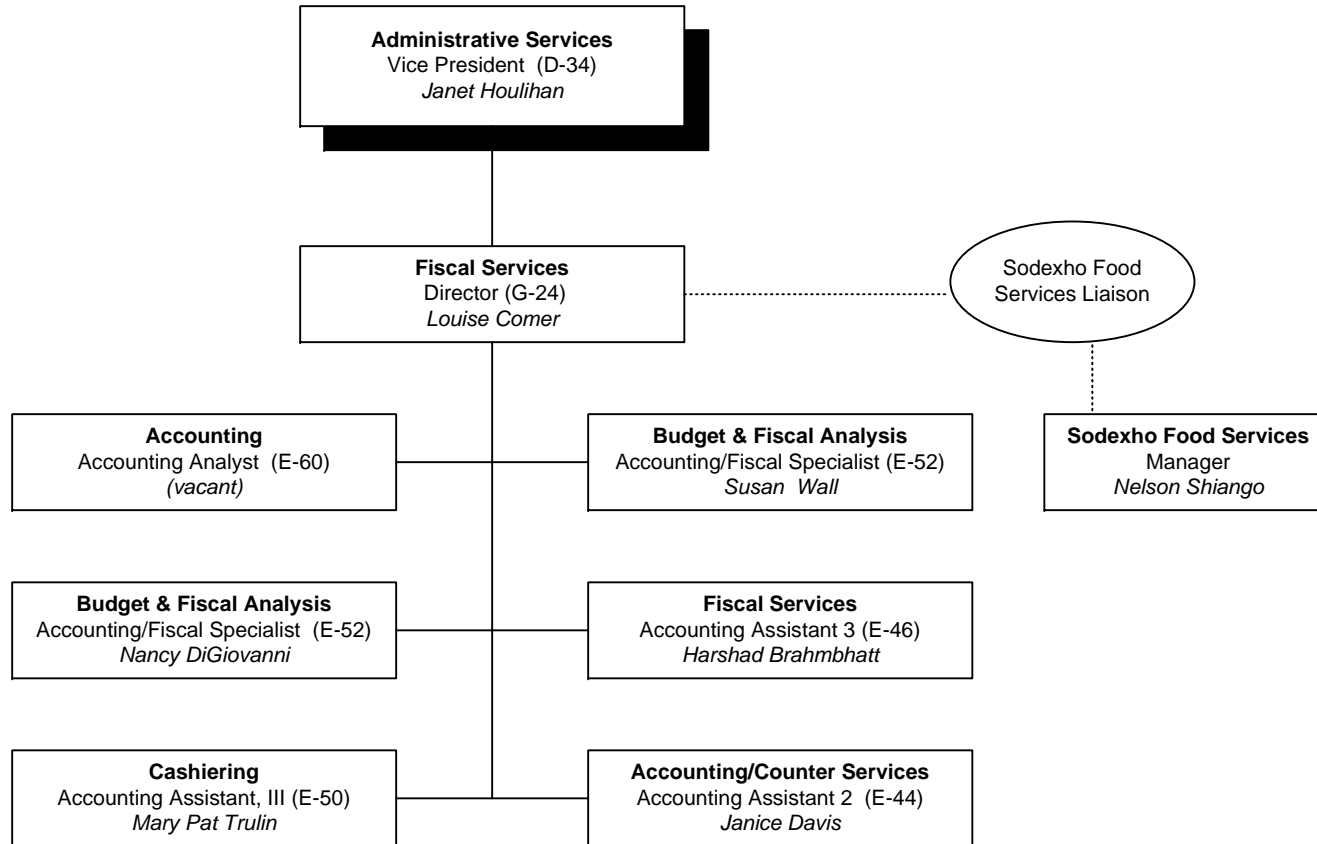 Administrative Services
Vice President (D-34)
Janet Houlihan
Fiscal Services
Director (G-24)
Louise Comer
Sodexho Food
Services Liaison
Accounting
Accounting Analyst (E-60)
(vacant)
Budget & Fiscal Analysis
Accounting/Fiscal Specialist (E-52)
Susan Wall
Sodexho Food Services
Manager
Nelson Shiango
Budget & Fiscal Analysis
Accounting/Fiscal Specialist (E-52)
Nancy DiGiovanni
Fiscal Services
Accounting Assistant 3 (E-46)
Harshad Brahmbhatt
Cashiering
Accounting Assistant, III (E-50)
Mary Pat Trulin
Accounting/Counter Services
Accounting Assistant 2 (E-44)
Janice Davis